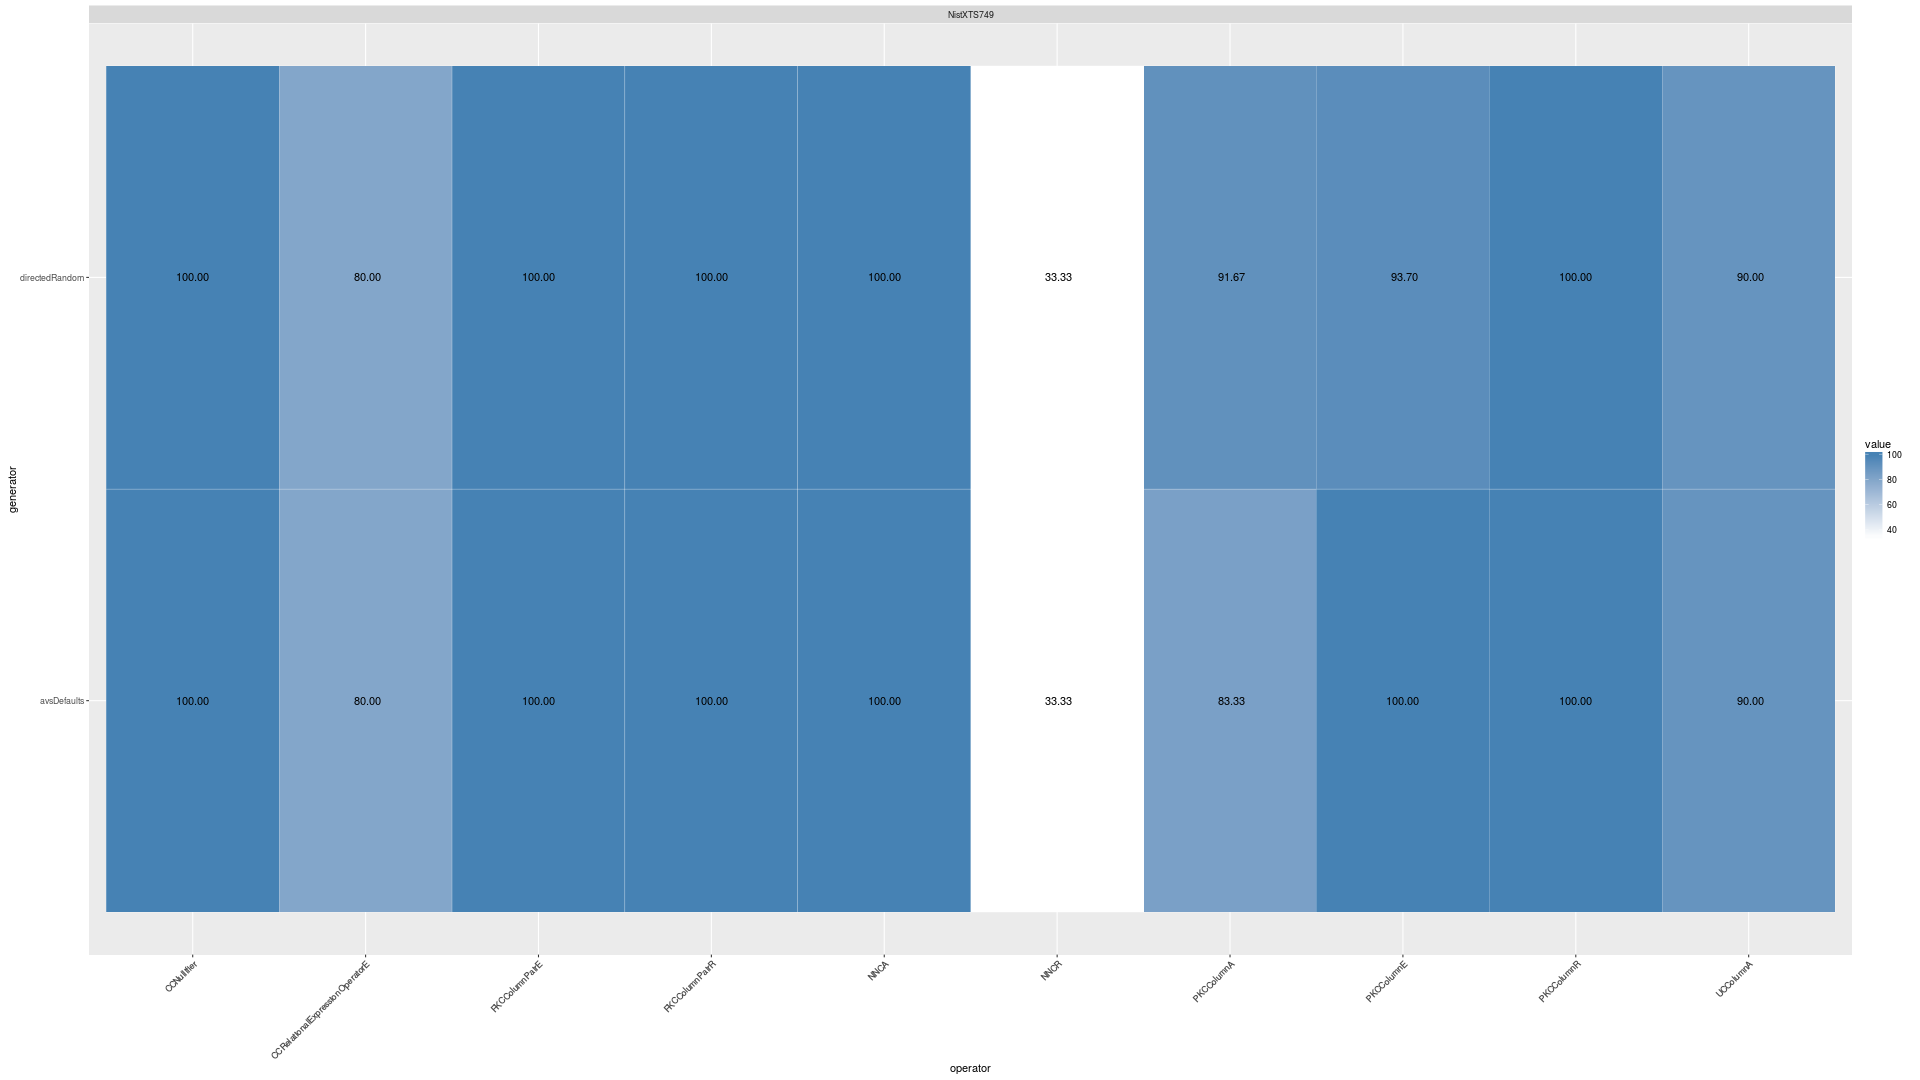 NistXTS749
generator
directedRandom
100.00 80.00 100.00 100.00 100.00 33.33 91.67 93.70 100.00 90.00
avsDefaults
100.00 80.00 100.00 100.00 100.00 33.33 83.33 100.00 100.00 90.00
value
100
80
60
40
CCNullifier
CCRelationalExpressionOperatorE
FKCColumnPairE
FKCColumnPairR
NNCA
NNCR
PKCColumnA
PKCColumnE
PKCColumnR
UCColumnA
operator